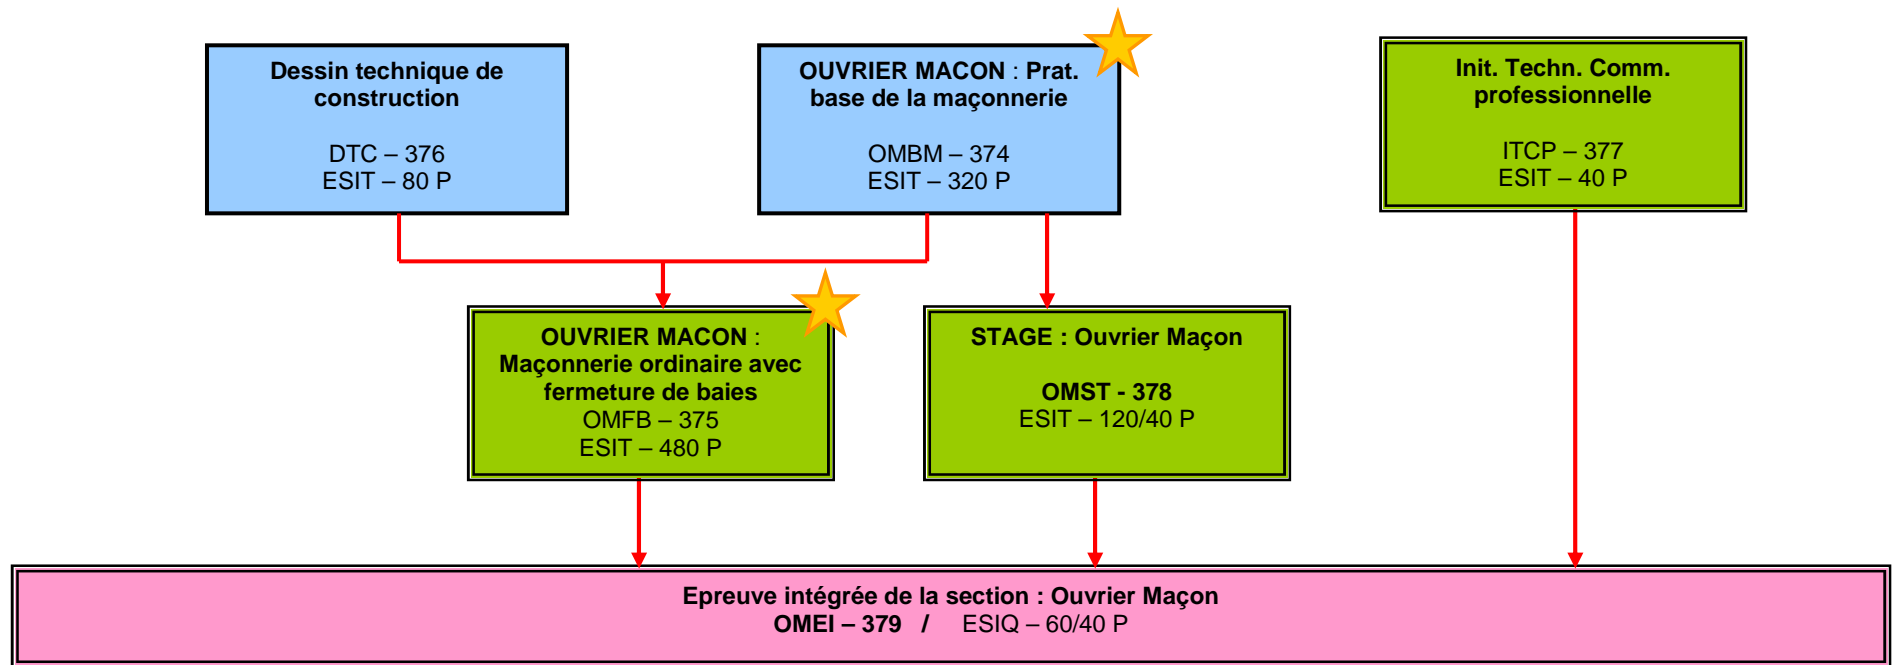 Dessin technique de
construction
DTC – 376
ESIT – 80 P
OUVRIER MACON : Prat.
base de la maçonnerie
OMBM – 374
ESIT – 320 P
Init. Techn. Comm.
professionnelle
ITCP – 377
ESIT – 40 P
OUVRIER MACON :
Maçonnerie ordinaire avec
fermeture de baies
OMFB – 375
ESIT – 480 P
STAGE : Ouvrier Maçon
OMST - 378
ESIT – 120/40 P
Epreuve intégrée de la section : Ouvrier Maçon
OMEI – 379 / ESIQ – 60/40 P